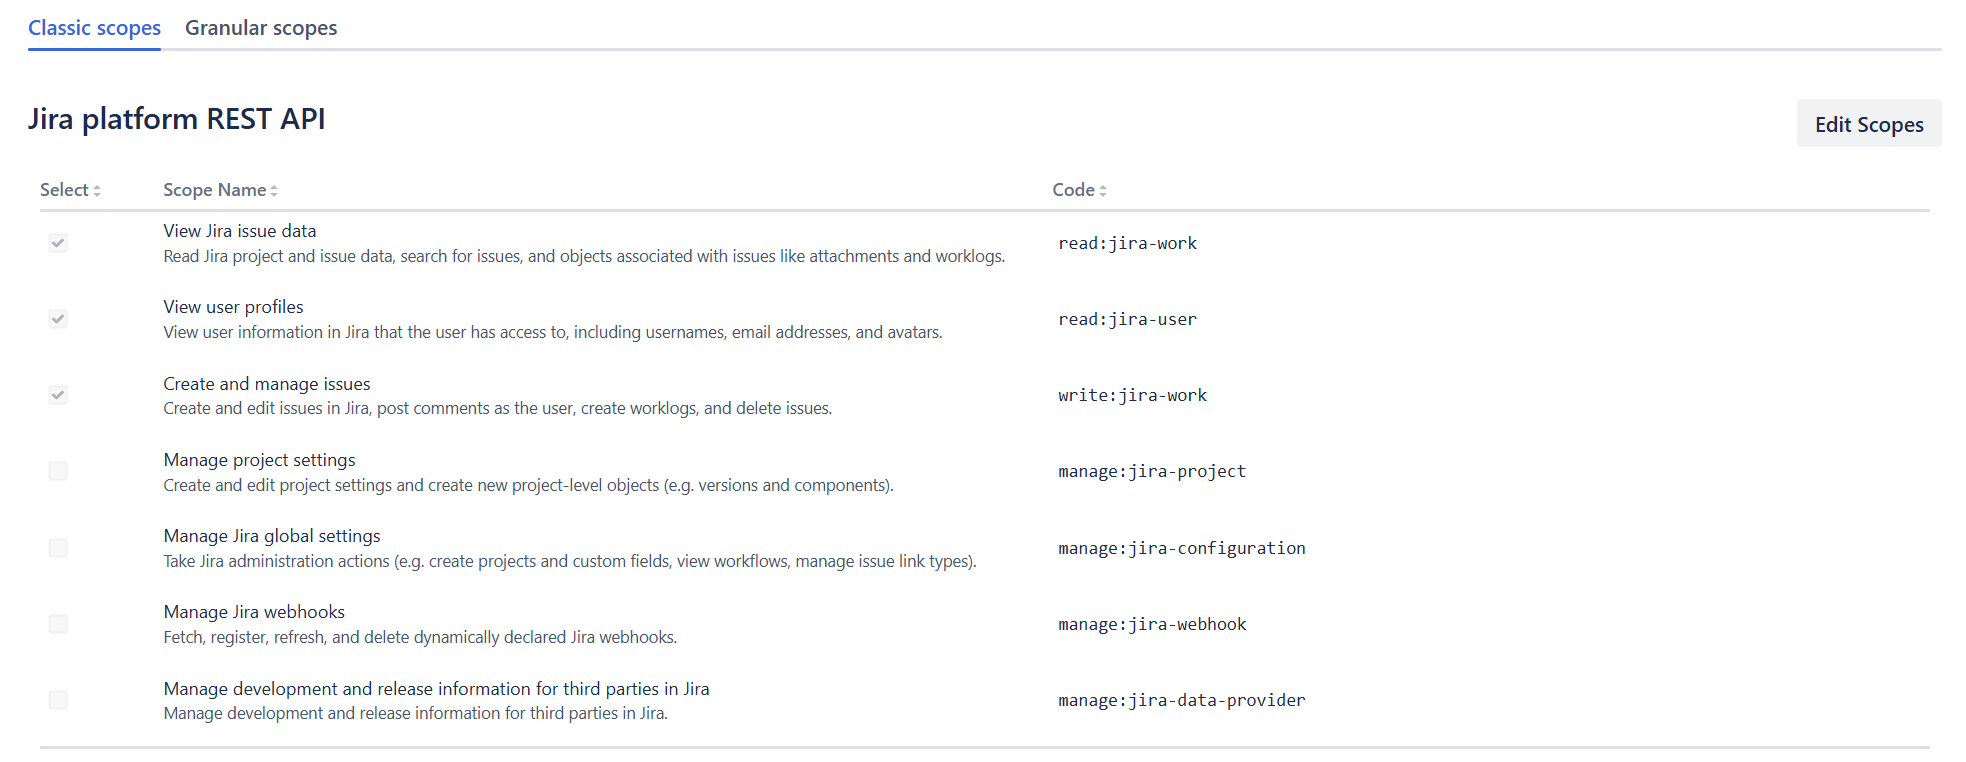 Classic scopes Granular scopes
Jira platform REST API
Edit Scopes
Select Scope Name Code
View Jira issue data
Read Jira project and issue data, search for issues, and objects associated with issues like attachments and worklogs.
read:jira-work
View user profiles
View user information in Jira that the user has access to, including usernames, email addresses, and avatars.
read:jira-user
Create and manage issues
Create and edit issues in Jira, post comments as the user, create worklogs, and delete issues.
write:jira-work
Manage project settings
Create and edit project settings and create new project-level objects (e.g. versions and components).
manage:jira-project
Manage Jira global settings
Take Jira administration actions (e.g. create projects and custom fields, view workflows, manage issue link types).
manage:jira-configuration
Manage Jira webhooks
Fetch, register, refresh, and delete dynamically declared Jira webhooks.
manage:jira-webhook
Manage development and release information for third parties in Jira
Manage development and release information for third parties in Jira.
manage:jira-data-provider